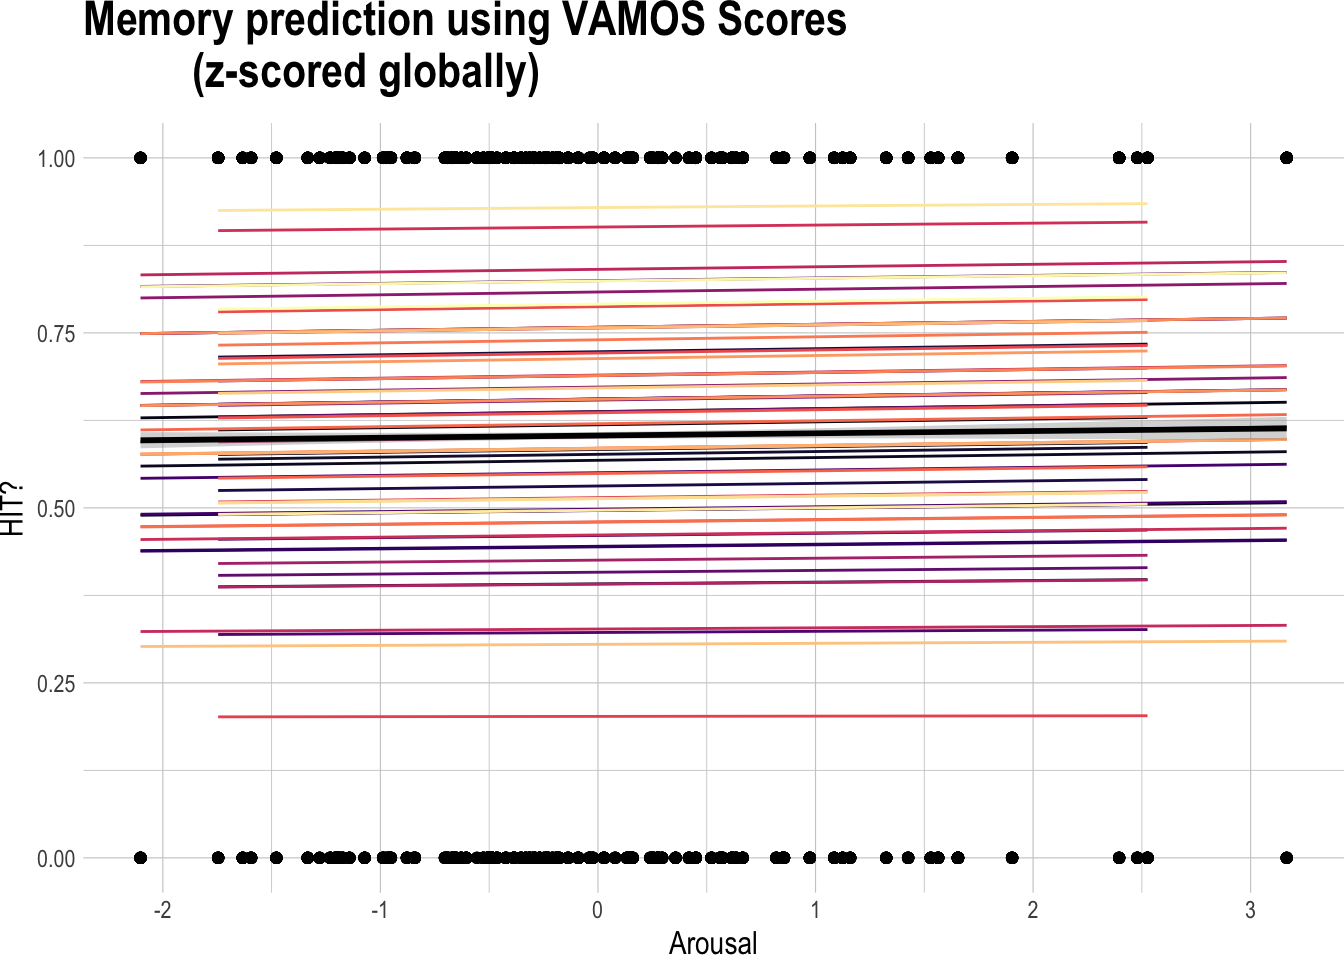 Memory prediction using VAMOS Scores
(z-scored globally)
1.00
0.75
0.50
0.25
0.00
HIT?
-2
-1
0
1
2
3
Arousal